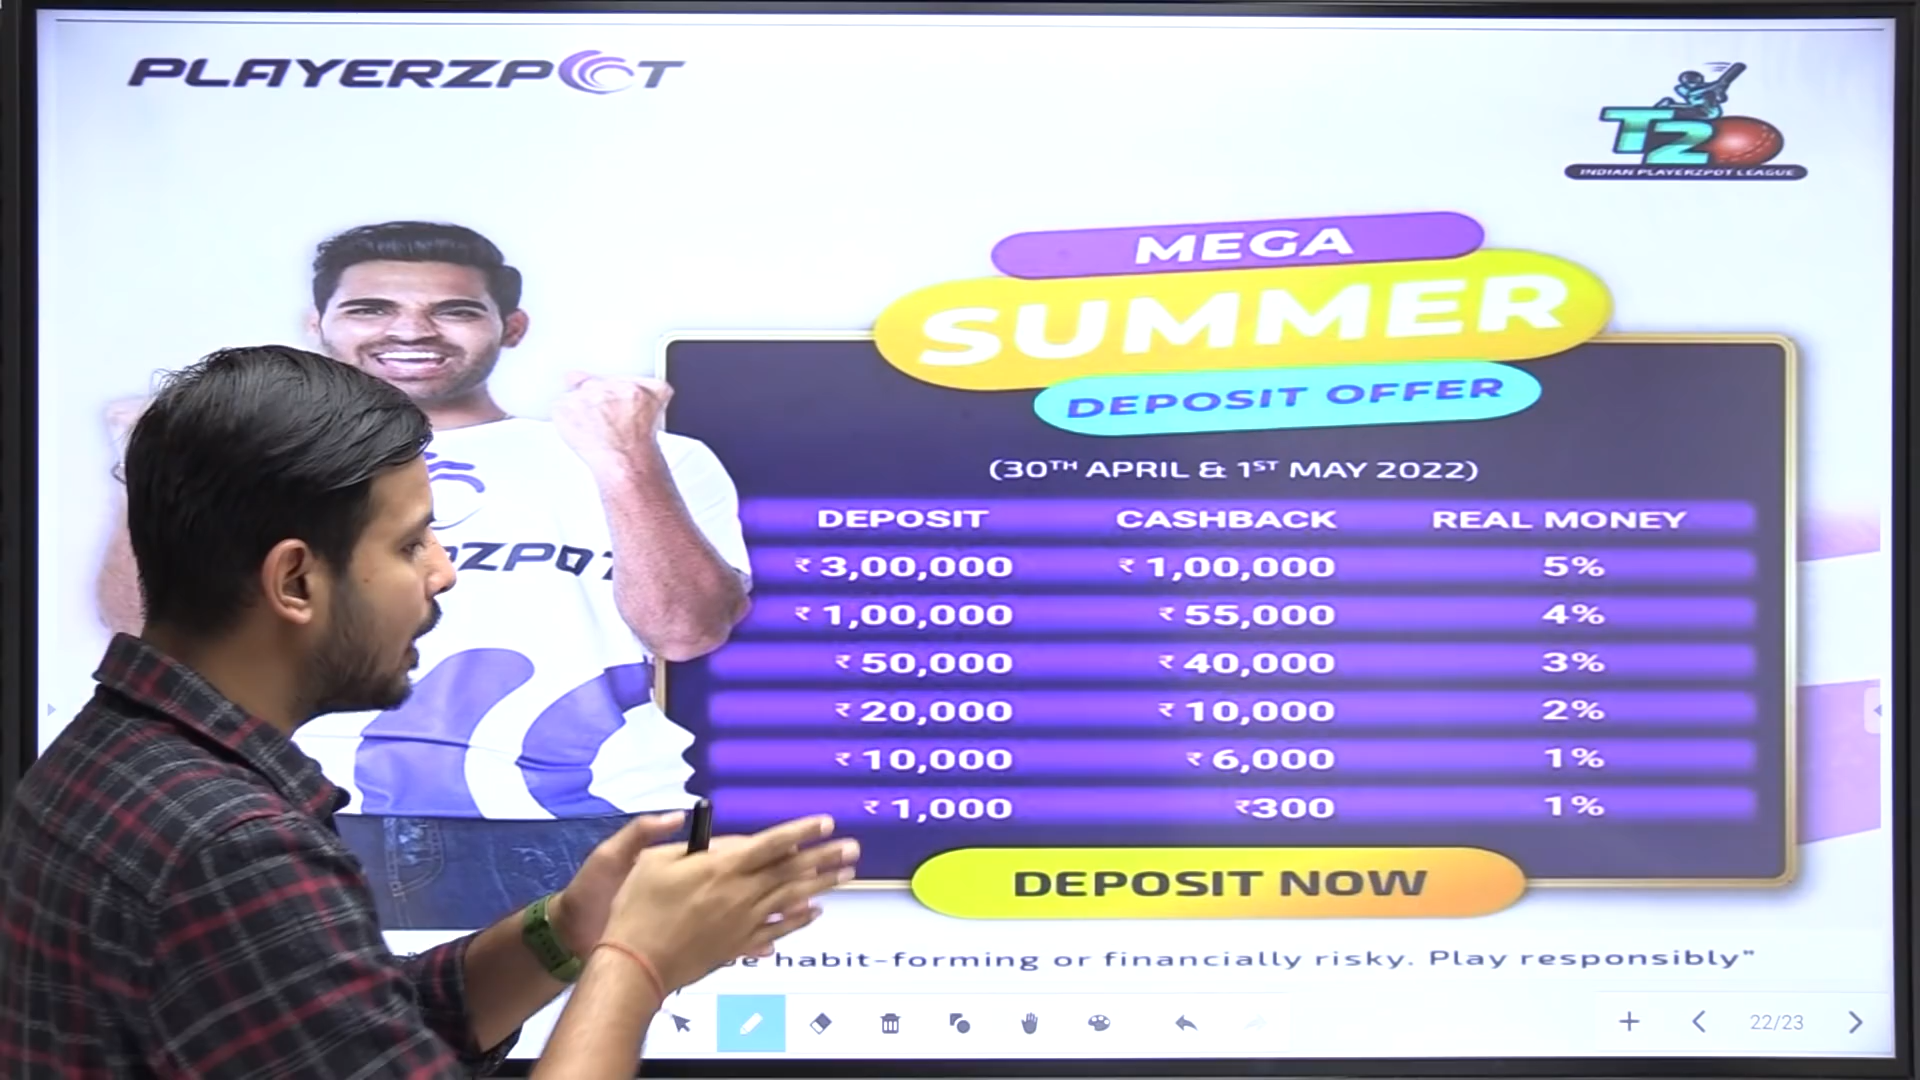 PLAYERZPOT
T20
INDIAN PLAYERZPOT LEAGUE
MEGA
SUMMER
DEPOSIT OFFER
(30TH APRIL & 1ST MAY 2022)
DEPOSIT CASHBACK REAL MONEY
₹ 3,00,000 ₹ 1,00,000 5%
₹ 1,00,000 ₹ 55,000 4%
₹ 50,000 ₹ 40,000 3%
₹ 20,000 ₹ 10,000 2%
₹ 10,000 ₹ 6,000 1%
₹ 1,000 ₹300 1%
DEPOSIT NOW
habit-forming or financially risky. Play responsibly"
22/23